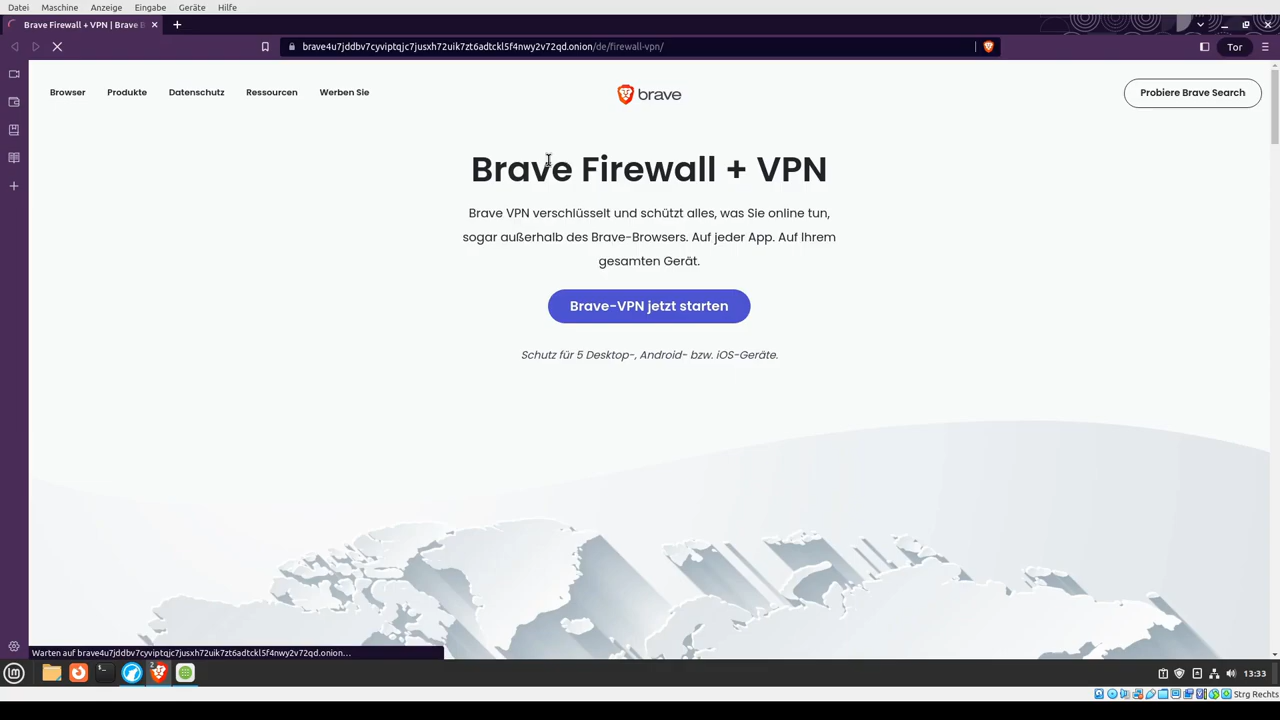 Datei Maschine Anzeige Eingabe Geräte Hilfe
Brave Firewall + VPN | Brave B
brave4u7jddbv7cyviptqjc7jusxh72uik7zt6adtckl5f4nwy2v72qd.onion/de/firewall-vpn/
Tor
Browser Produkte Datenschutz Ressourcen Werben Sie
brave
Probiere Brave Search
Brave Firewall + VPN
Brave VPN verschlüsselt und schützt alles, was Sie online tun,
sogar außerhalb des Brave-Browsers. Auf jeder App. Auf Ihrem
gesamten Gerät.
Brave-VPN jetzt starten
Schutz für 5 Desktop-, Android- bzw. iOS-Geräte.
Warten auf brave4u7jddbv7cyviptqjc7jusxh72uik7zt6adtckl5f4nwy2v72qd.onion...
2
13:33
Strg Rechts